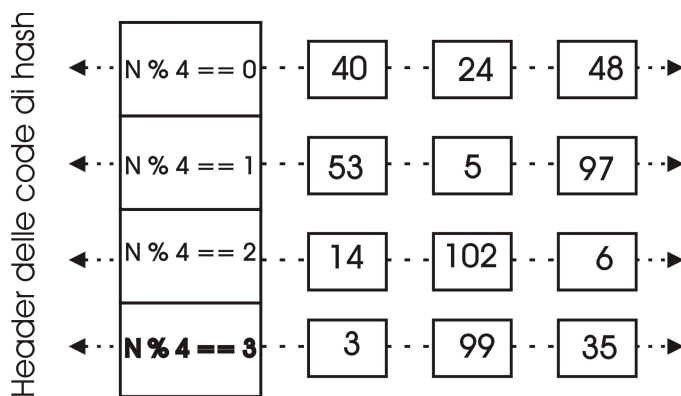 Header delle code di hash
N % 4 == 0 40 24 48
N % 4 == 1 53 5 97
N % 4 == 2 14 102 6
N % 4 == 3 3 99 35